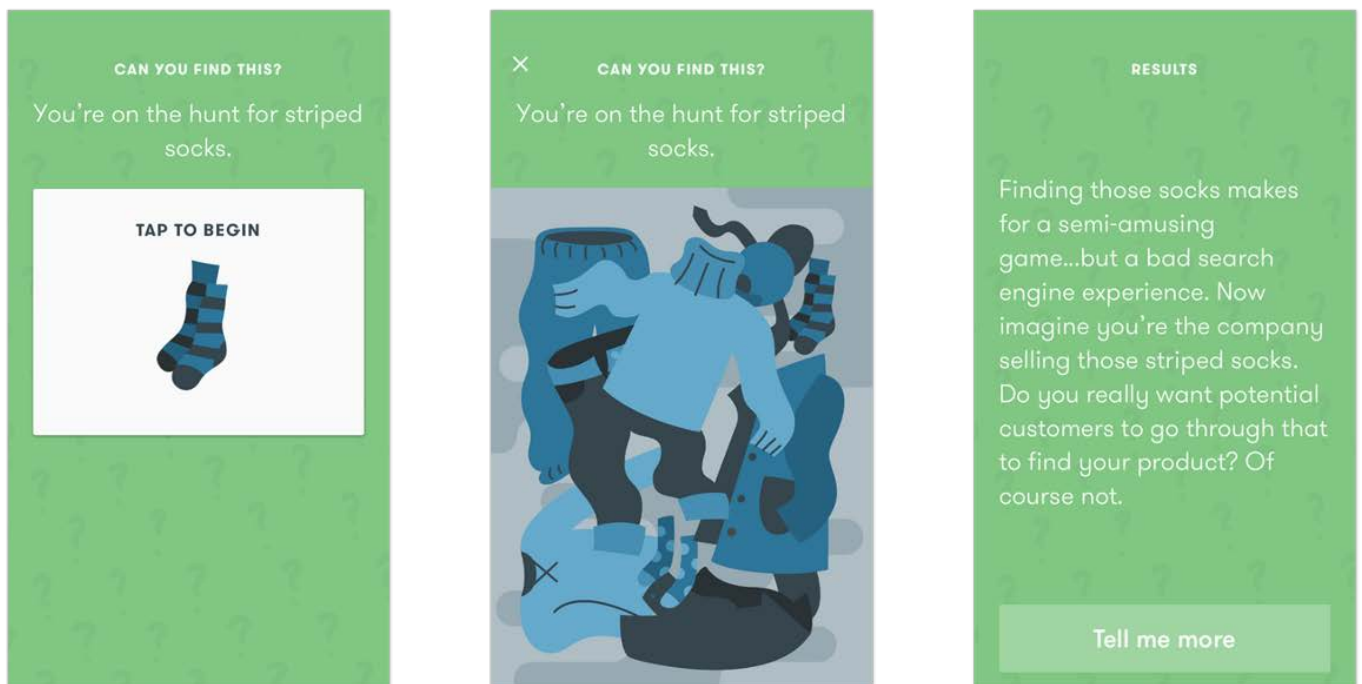 CAN YOU FIND THIS?
You're on the hunt for striped
socks.
TAP TO BEGIN
CAN YOU FIND THIS?
You're on the hunt for striped
socks.
RESULTS
Finding those socks makes
for a semi-amusing
game...but a bad search
engine experience. Now
imagine you're the company
selling those striped socks.
Do you really want potential
customers to go through that
to find your product? Of
course not.
Tell me more